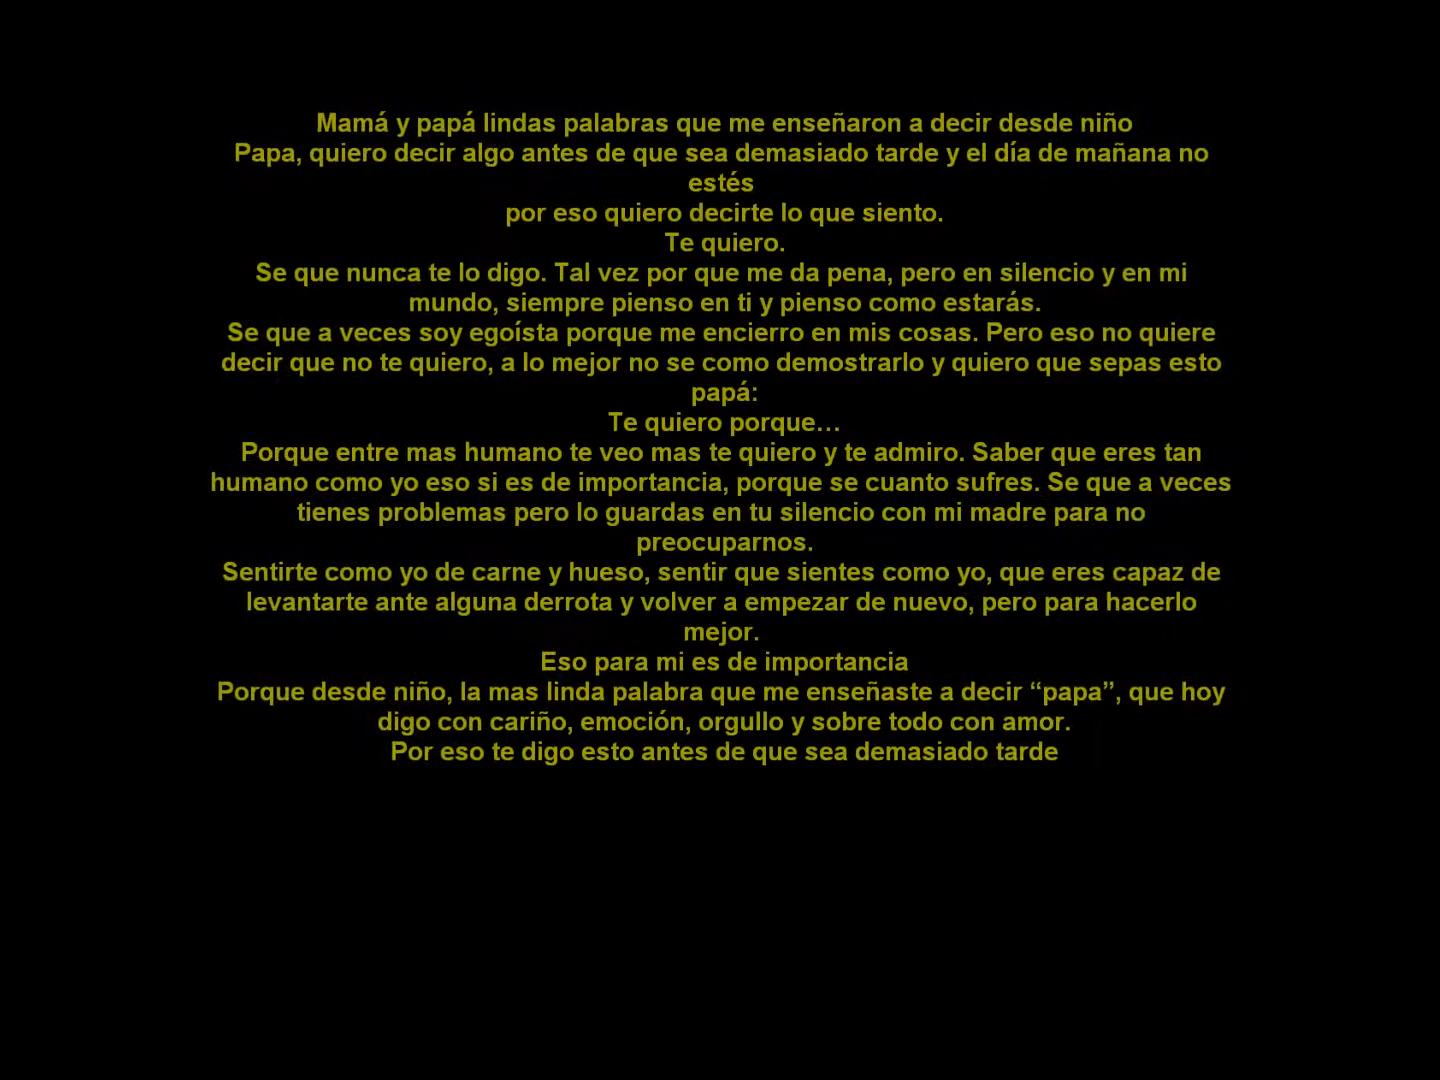 Mamá y papá lindas palabras que me enseñaron a decir desde niño
Papa, quiero decir algo antes de que sea demasiado tarde y el día de mañana no
estés
por eso quiero decirte lo que siento.
Te quiero.
Se que nunca te lo digo. Tal vez por que me da pena, pero en silencio y en mi
mundo, siempre pienso en ti y pienso como estarás.
Se que a veces soy egoísta porque me encierro en mis cosas. Pero eso no quiere
decir que no te quiero, a lo mejor no se como demostrarlo y quiero que sepas esto
papá:
Te quiero porque…
Porque entre mas humano te veo mas te quiero y te admiro. Saber que eres tan
humano como yo eso si es de importancia, porque se cuanto sufres. Se que a veces
tienes problemas pero lo guardas en tu silencio con mi madre para no
preocuparnos.
Sentirte como yo de carne y hueso, sentir que sientes como yo, que eres capaz de
levantarte ante alguna derrota y volver a empezar de nuevo, pero para hacerlo
mejor.
Eso para mi es de importancia
Porque desde niño, la mas linda palabra que me enseñaste a decir “papa”, que hoy
digo con cariño, emoción, orgullo y sobre todo con amor.
Por eso te digo esto antes de que sea demasiado tarde